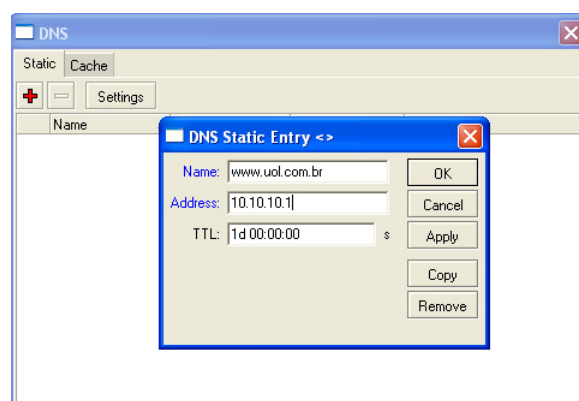 DNS
Static Cache
Settings
Name
DNS Static Entry <>
Name: www.uol.com.br OK
Address: 10.10.10.1 Cancel
TTL: 1d 00:00:00 s Apply
Copy
Remove